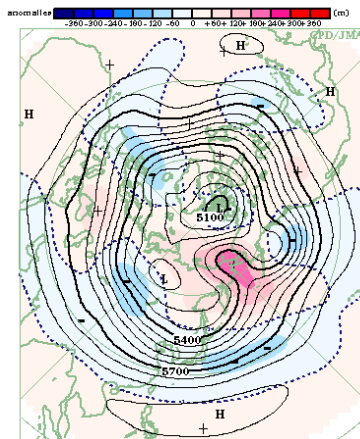 anomalies -360 -300 -240 -180 -120 -60 0 +60 +120 +180 +240 +300 +360 (m)
CPD/JMA
H
H
H
+
+
-
-
+
+
-
L
5100
+
H
L
-
-
-
5400
5700
H
+